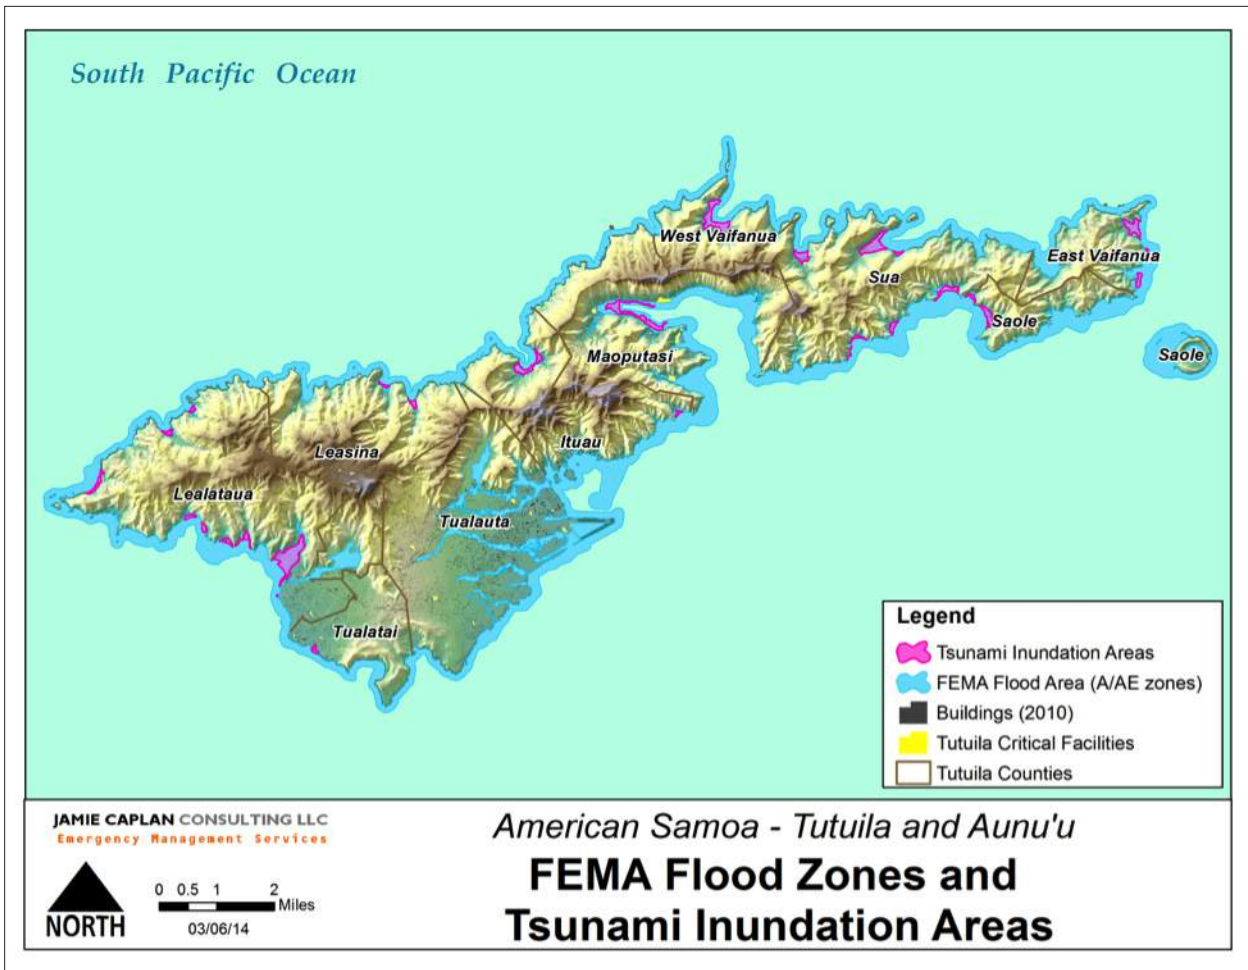 South Pacific Ocean
West Vaifanua
East Vaifanua
Sua
Saole
Maoputasi
Saole
Ituau
Leasina
Lealataua
Tualauta
Tualatai
Legend
Tsunami Inundation Areas
FEMA Flood Area (A/AE zones)
Buildings (2010)
Tutuila Critical Facilities
Tutuila Counties
JAMIE CAPLAN CONSULTING LLC
Emergency Management Services
NORTH
0 0.5 1 2
Miles
03/06/14
American Samoa - Tutuila and Aunu'u
FEMA Flood Zones and
Tsunami Inundation Areas